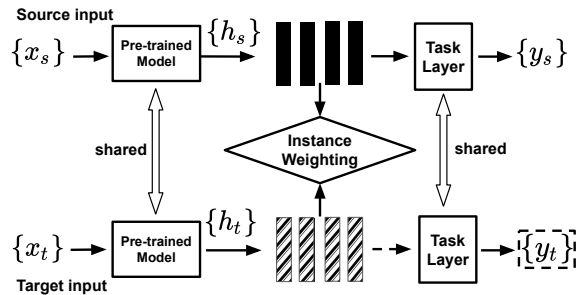 Source input
{x_s}
Pre-trained
Model
{h_s}
Task
Layer
{y_s}
shared
Instance
Weighting
shared
{x_t}
Pre-trained
Model
{h_t}
Task
Layer
{y_t}
Target input